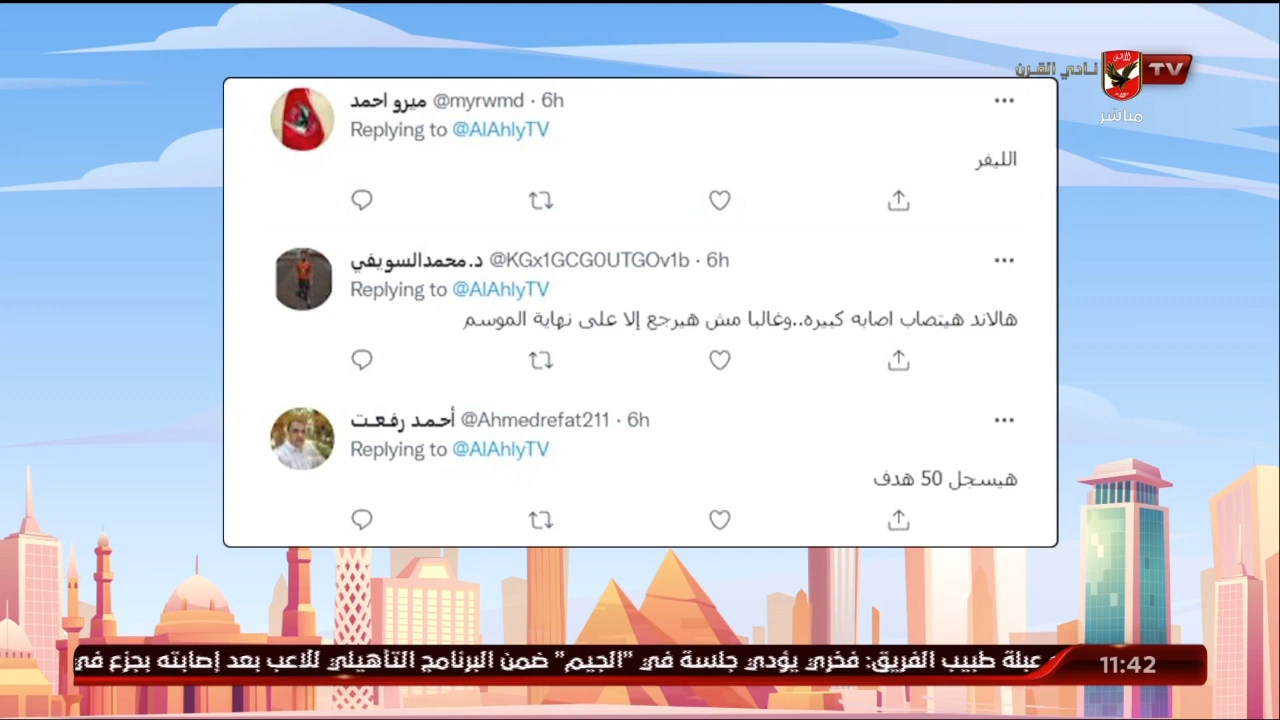 نادي القرن
TV
مباشر
ميرو احمد @myrwmd · 6h
Replying to @AlAhlyTV
الليفر
د.محمدالسويفي @KGx1GCG0UTGOv1b · 6h
Replying to @AlAhlyTV
هالاند هيتصاب اصابه كبيره..وغالبا مش هيرجع إلا على نهاية الموسم
أحمد رفعت @Ahmedrefat211 · 6h
Replying to @AlAhlyTV
هيسجل 50 هدف
عبلة طبيب الفريق: فخري يؤدي جلسة في "الجيم" ضمن البرنامج التأهيلي للاعب بعد إصابته بجزع في
11:42